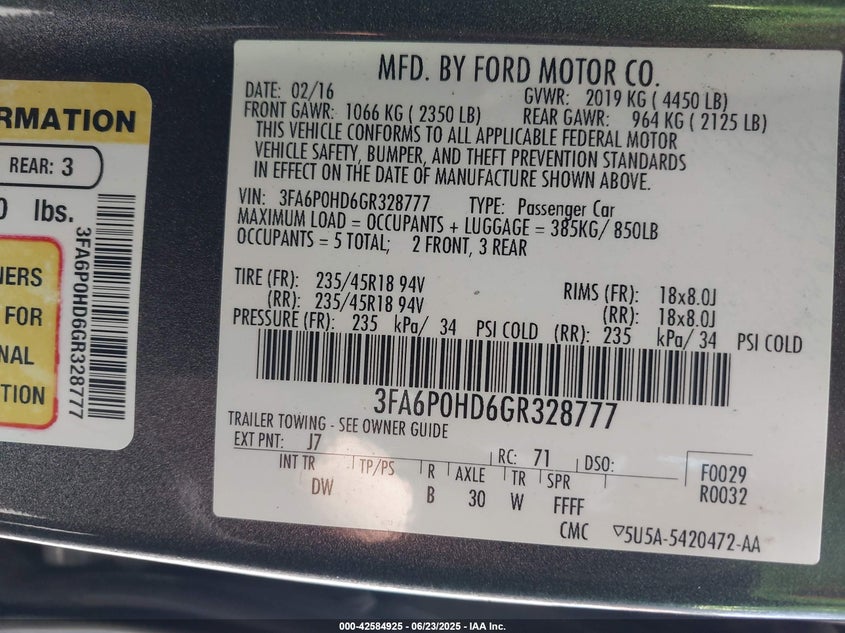 RMATION
REAR: 3
0 lbs.
3FA6P0HD6GR328777
NERS
FOR
NAL
TION
MFD. BY FORD MOTOR CO.
DATE: 02/16 GVWR: 2019 KG ( 4450 LB)
FRONT GAWR: 1066 KG ( 2350 LB) REAR GAWR: 964 KG ( 2125 LB)
THIS VEHICLE CONFORMS TO ALL APPLICABLE FEDERAL MOTOR
VEHICLE SAFETY, BUMPER, AND THEFT PREVENTION STANDARDS
IN EFFECT ON THE DATE OF MANUFACTURE SHOWN ABOVE.
VIN: 3FA6P0HD6GR328777 TYPE: Passenger Car
MAXIMUM LOAD = OCCUPANTS + LUGGAGE = 385KG/ 850LB
OCCUPANTS = 5 TOTAL; 2 FRONT, 3 REAR
TIRE (FR): 235/45R18 94V RIMS (FR): 18x8.0J
(RR): 235/45R18 94V (RR): 18x8.0J
PRESSURE (FR): 235 kPa/ 34 PSI COLD (RR): 235 kPa/ 34 PSI COLD
3FA6P0HD6GR328777
TRAILER TOWING - SEE OWNER GUIDE
EXT PNT: J7 RC: 71 DSO: F0029
INT TR TP/PS R AXLE TR SPR R0032
DW B 30 W FFFF
CMC ▽5U5A-5420472-AA
000-42584925 - 06/23/2025 - IAA Inc.